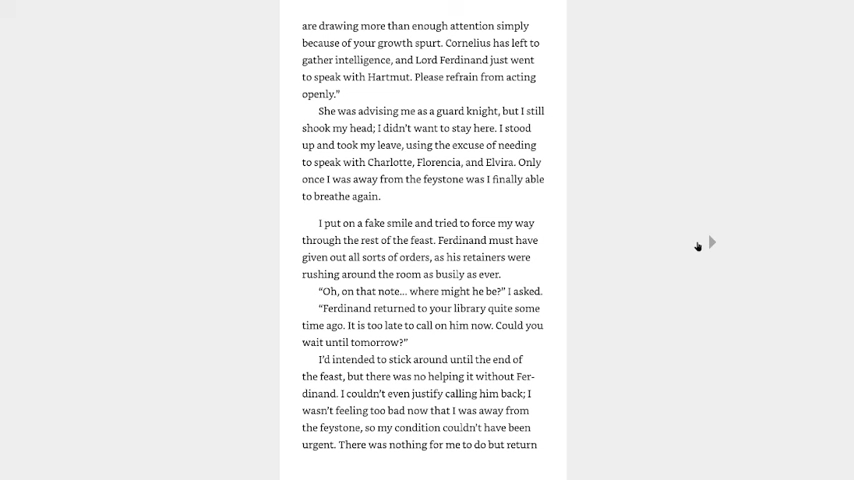 are drawing more than enough attention simply
because of your growth spurt. Cornelius has left to
gather intelligence, and Lord Ferdinand just went
to speak with Hartmut. Please refrain from acting
openly.”
She was advising me as a guard knight, but I still
shook my head; I didn’t want to stay here. I stood
up and took my leave, using the excuse of needing
to speak with Charlotte, Florencia, and Elvira. Only
once I was away from the feystone was I finally able
to breathe again.
I put on a fake smile and tried to force my way
through the rest of the feast. Ferdinand must have
given out all sorts of orders, as his retainers were
rushing around the room as busily as ever.
“Oh, on that note... where might he be?” I asked.
“Ferdinand returned to your library quite some
time ago. It is too late to call on him now. Could you
wait until tomorrow?”
I’d intended to stick around until the end of
the feast, but there was no helping it without Fer-
dinand. I couldn’t even justify calling him back; I
wasn’t feeling too bad now that I was away from
the feystone, so my condition couldn’t have been
urgent. There was nothing for me to do but return